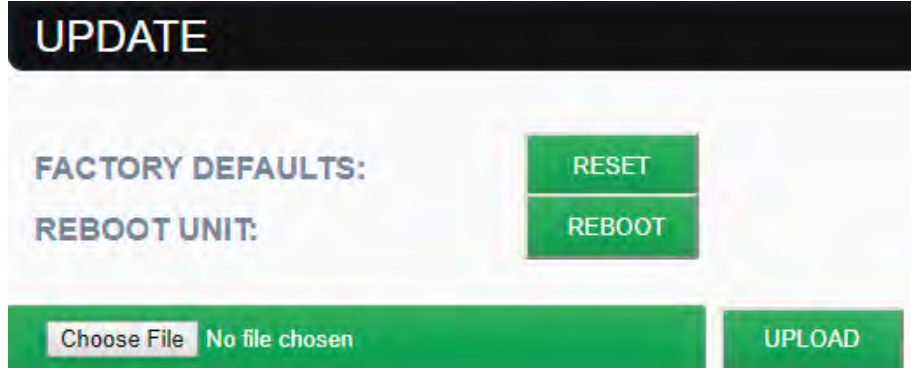 UPDATE
FACTORY DEFAULTS: RESET
REBOOT UNIT: REBOOT
Choose File No file chosen UPLOAD